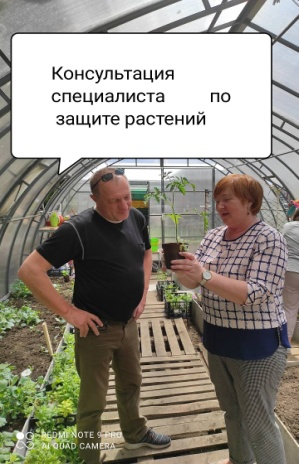 Консультация
специалиста по
защите растений
REDMI NOTE 9 PRO
AI QUAD CAMERA